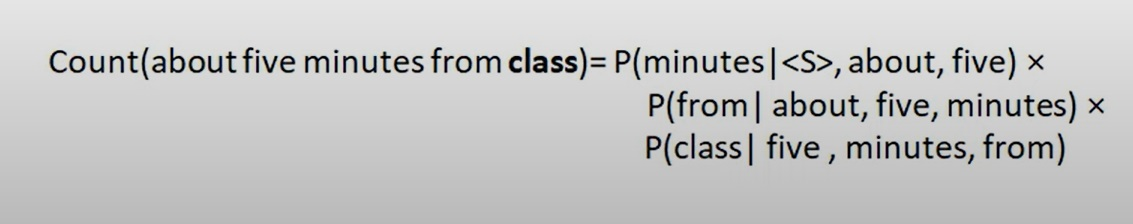 Count(about five minutes from class)= P(minutes|<S>, about, five) ×
P(from| about, five, minutes) ×
P(class| five , minutes, from)